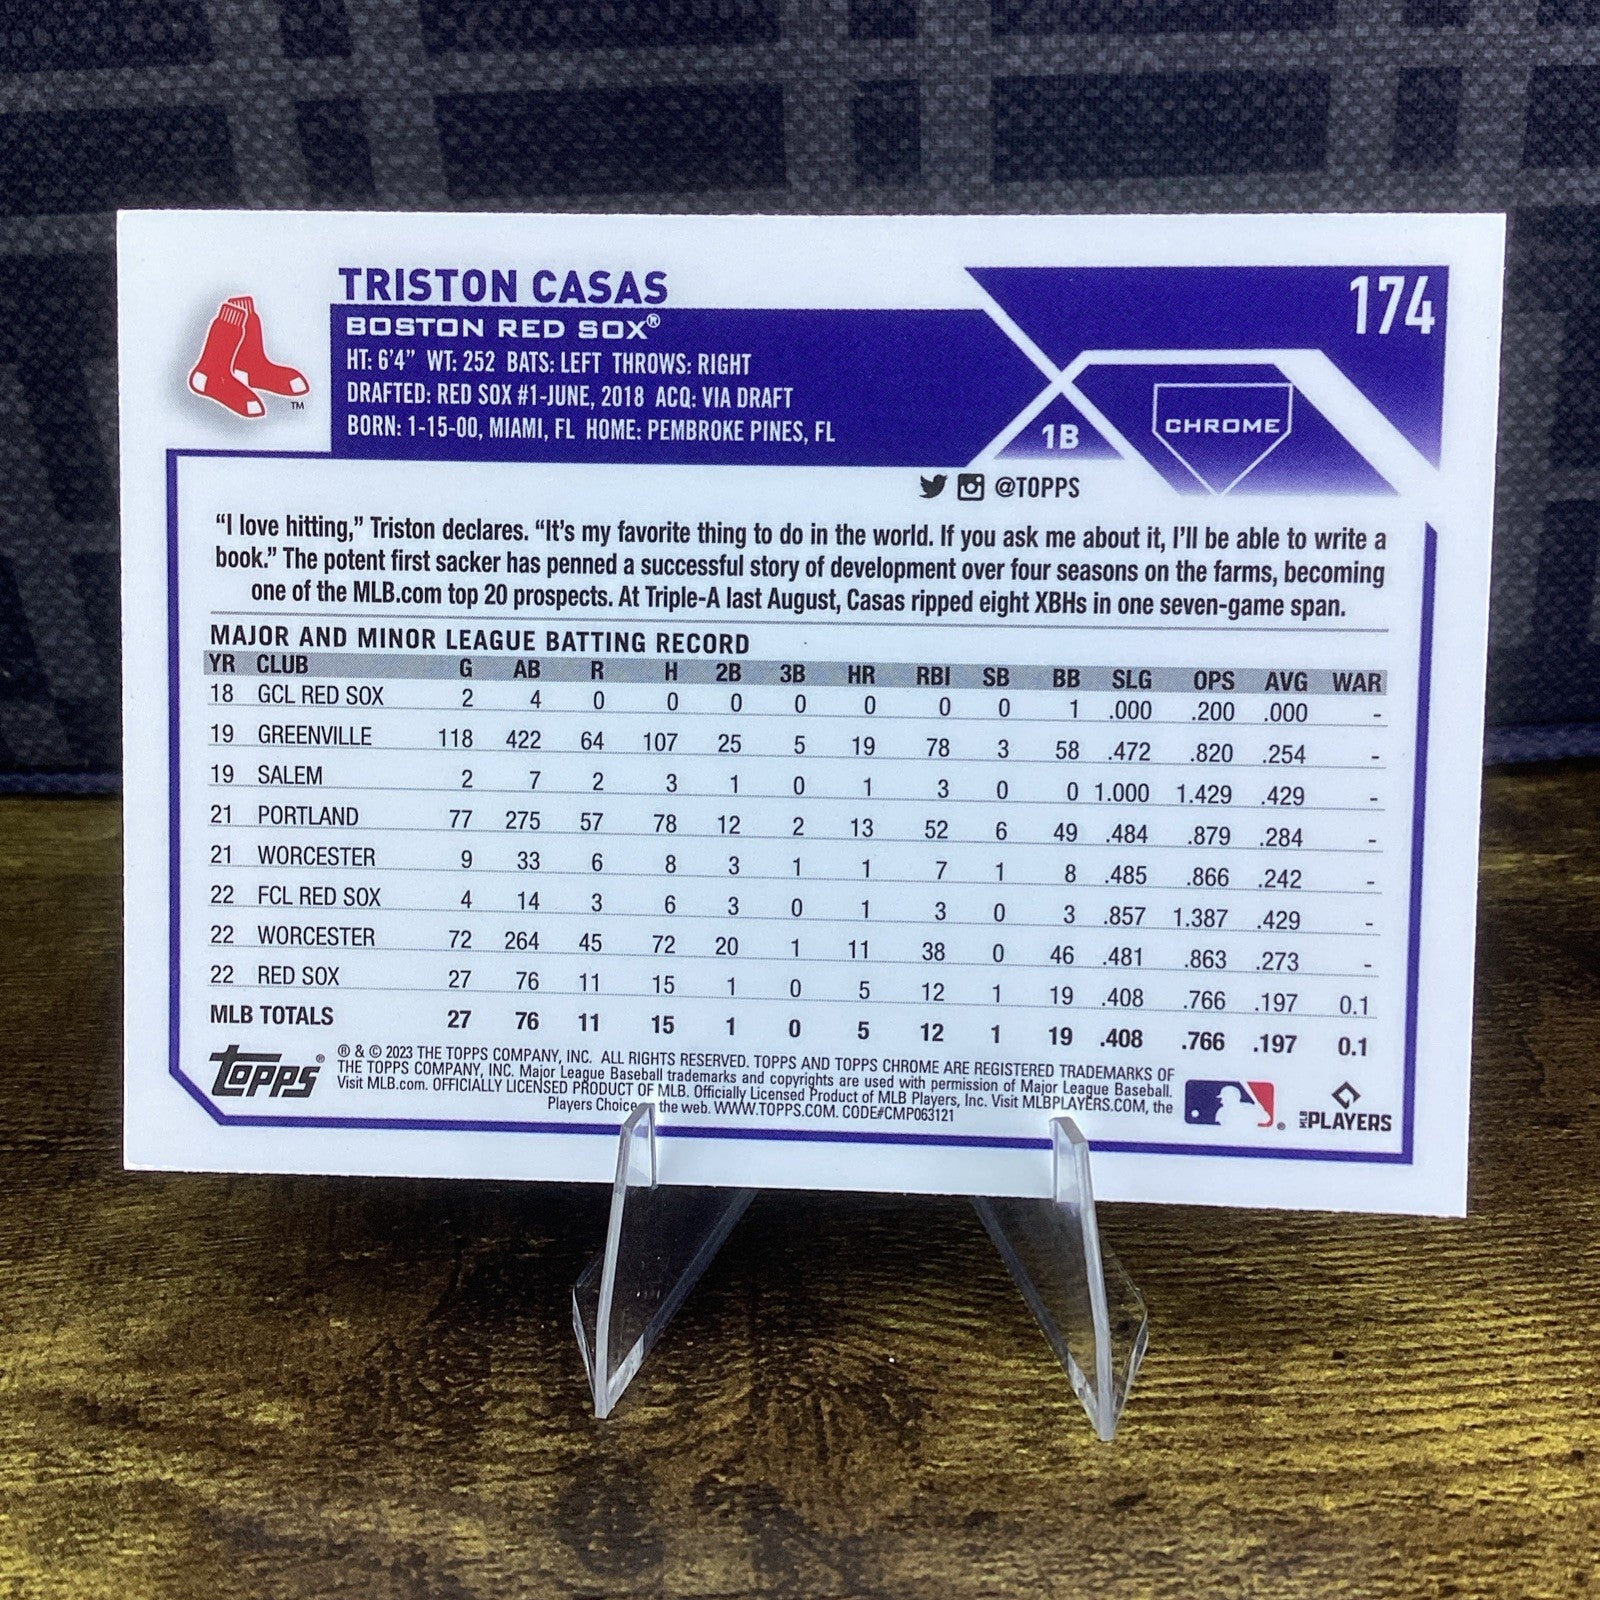 TRISTON CASAS
174
BOSTON RED SOX®
HT: 6'4" WT: 252 BATS: LEFT THROWS: RIGHT
DRAFTED: RED SOX #1-JUNE, 2018 ACQ: VIA DRAFT
BORN: 1-15-00, MIAMI, FL HOME: PEMBROKE PINES, FL
1B
CHROME
TM
@TOPPS
“I love hitting,” Triston declares. “It’s my favorite thing to do in the world. If you ask me about it, I’ll be able to write a
book.” The potent first sacker has penned a successful story of development over four seasons on the farms, becoming
one of the MLB.com top 20 prospects. At Triple-A last August, Casas ripped eight XBHs in one seven-game span.
MAJOR AND MINOR LEAGUE BATTING RECORD
YR CLUB G AB R H 2B 3B HR RBI SB BB SLG OPS AVG WAR
18 GCL RED SOX 2 4 0 0 0 0 0 0 0 1 .000 .200 .000 -
19 GREENVILLE 118 422 64 107 25 5 19 78 3 58 .472 .820 .254 -
19 SALEM 2 7 2 3 1 0 1 3 0 0 1.000 1.429 .429 -
21 PORTLAND 77 275 57 78 12 2 13 52 6 49 .484 .879 .284 -
21 WORCESTER 9 33 6 8 3 1 1 7 1 8 .485 .866 .242 -
22 FCL RED SOX 4 14 3 6 3 0 1 3 0 3 .857 1.387 .429 -
22 WORCESTER 72 264 45 72 20 1 11 38 0 46 .481 .863 .273 -
22 RED SOX 27 76 11 15 1 0 5 12 1 19 .408 .766 .197 0.1
MLB TOTALS 27 76 11 15 1 0 5 12 1 19 .408 .766 .197 0.1
Topps®
® & © 2023 THE TOPPS COMPANY, INC. ALL RIGHTS RESERVED. TOPPS AND TOPPS CHROME ARE REGISTERED TRADEMARKS OF
THE TOPPS COMPANY, INC. Major League Baseball trademarks and copyrights are used with permission of Major League Baseball.
Visit MLB.com. OFFICIALLY LICENSED PRODUCT OF MLB. Officially Licensed Product of MLB Players, Inc. Visit MLBPLAYERS.COM, the
Players Choice the web. WWW.TOPPS.COM. CODE#CMP063121
®
MLB PLAYERS